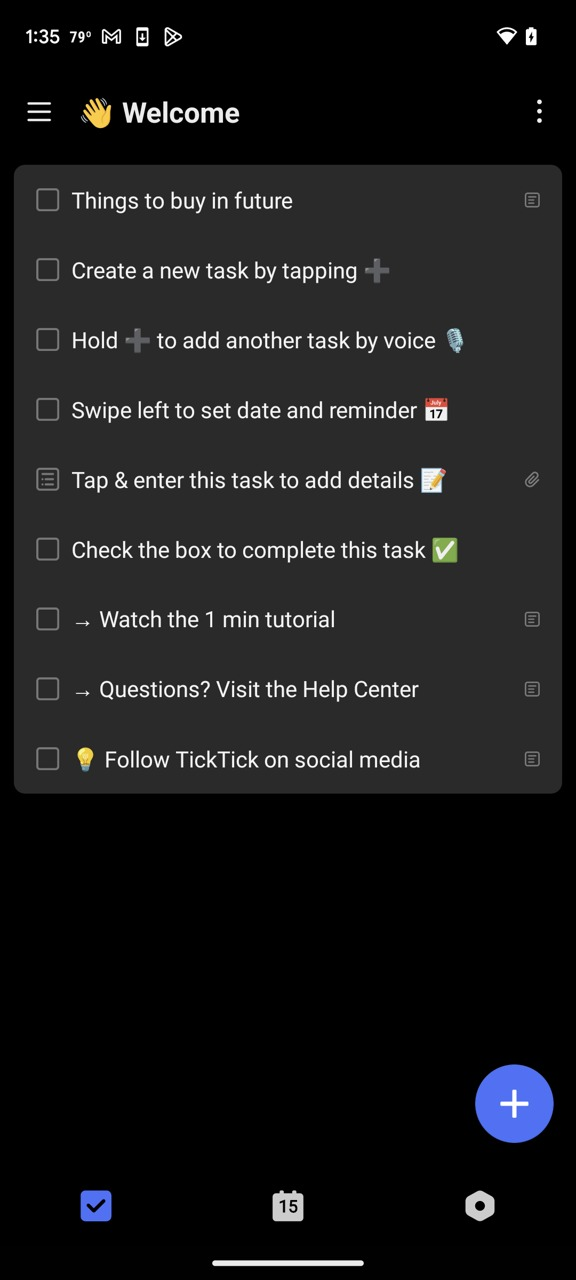 1:35 79°
👋 Welcome
Things to buy in future
Create a new task by tapping ➕
Hold ➕ to add another task by voice 🎙️
Swipe left to set date and reminder 📅
Tap & enter this task to add details 📝
Check the box to complete this task ✅
→ Watch the 1 min tutorial
→ Questions? Visit the Help Center
💡 Follow TickTick on social media
15